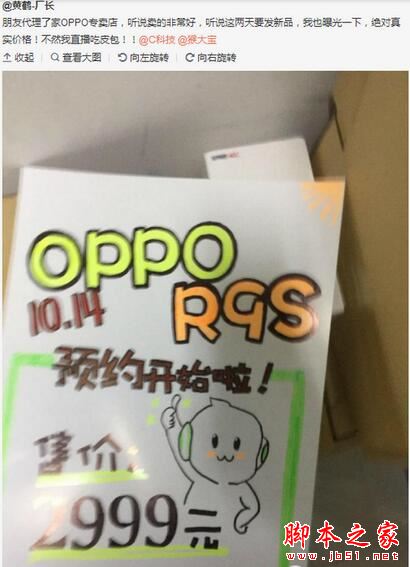 @黄鹤-厂长
朋友代理了家OPPO专卖店，听说卖的非常好，听说这两天要发新品，我也曝光一下，绝对真
实价格！不然我直播吃皮包！！@C科技 @猴大宝
收起 查看大图 向左旋转 向右旋转
OPPO
10.14 R9S
预约开始啦！
售价：
2999元
脚本之家
www.jb51.net